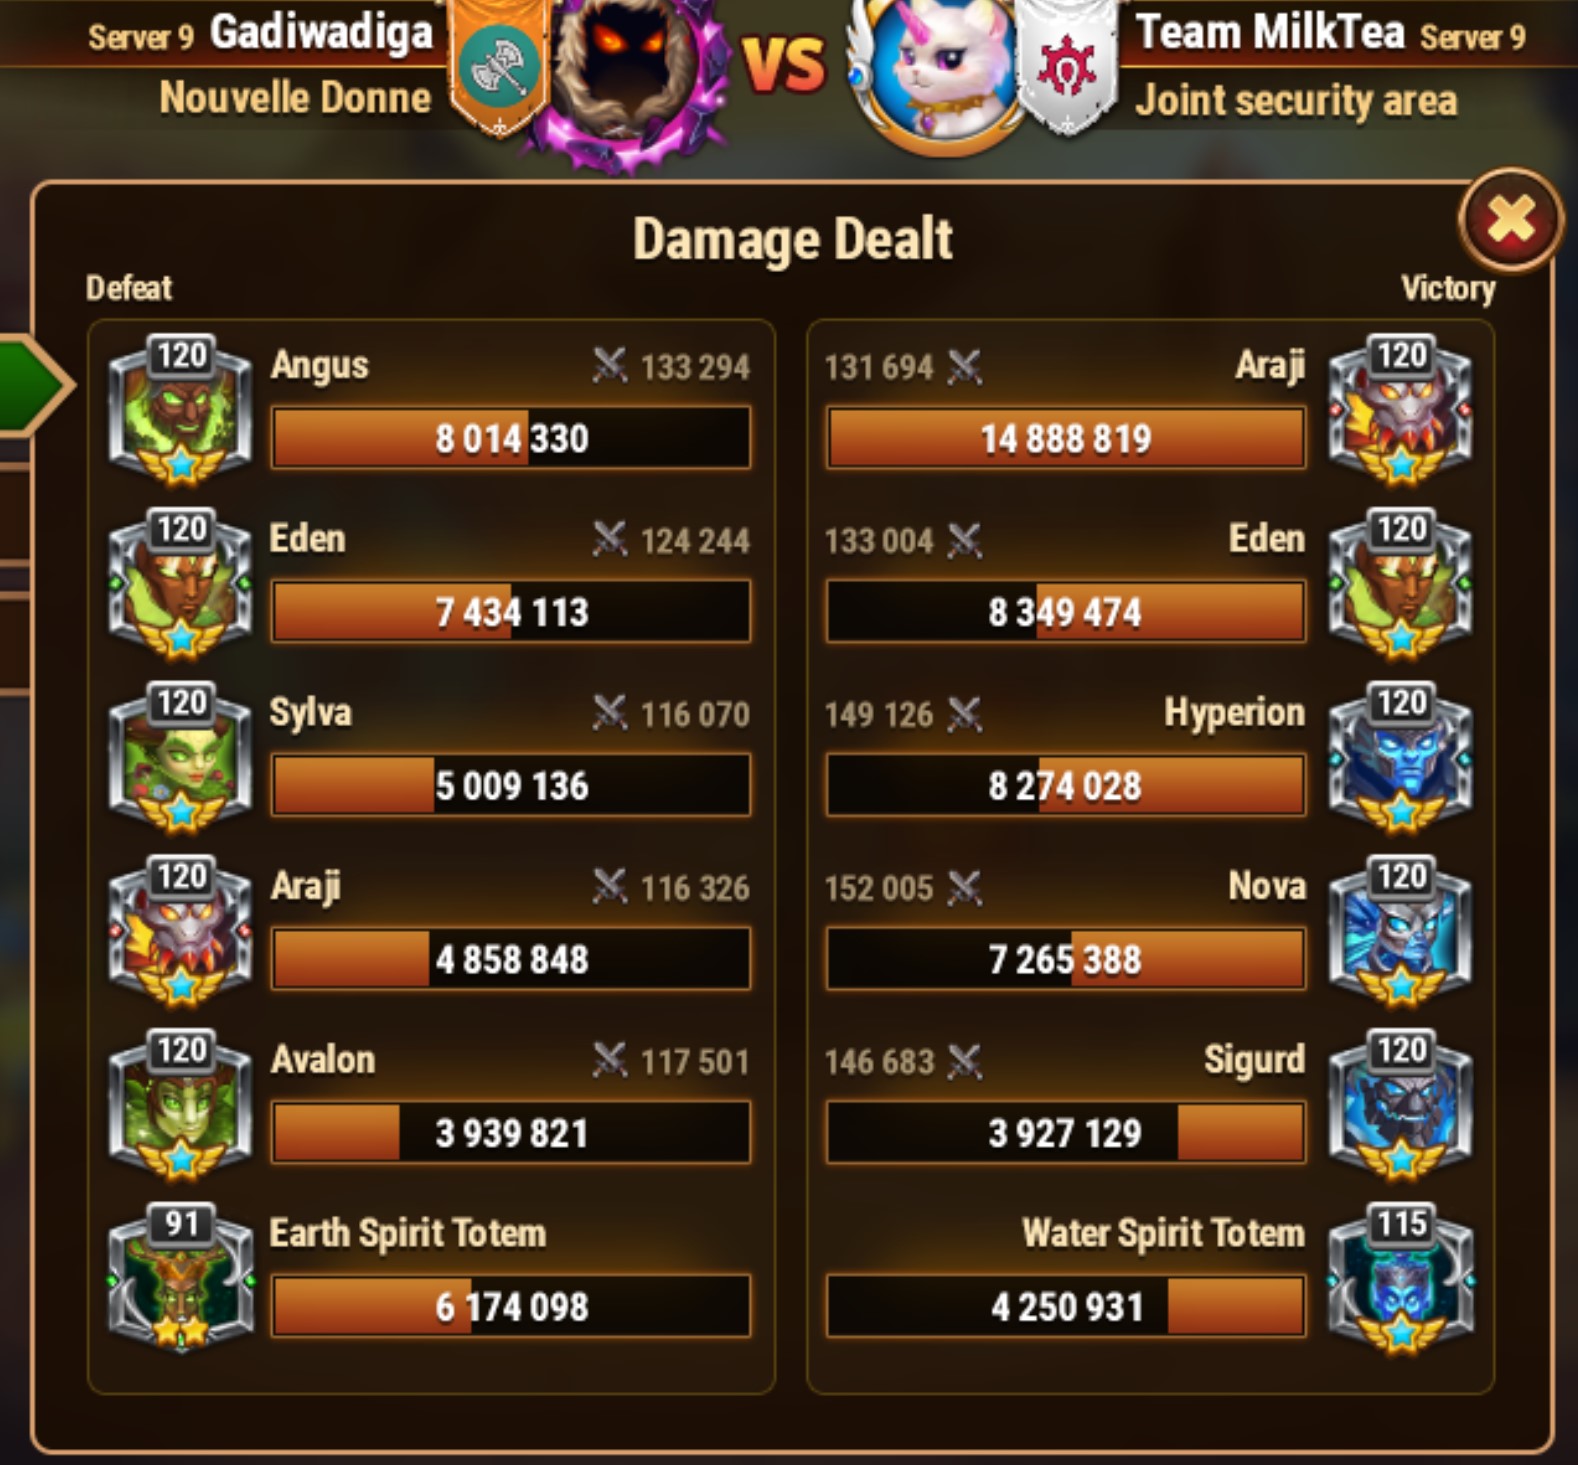 Server 9 Gadiwadiga
Nouvelle Donne
VS
Team MilkTea Server 9
Joint security area
Damage Dealt
Defeat
Victory
120 Angus 133 294
8 014 330
131 694 Araji 120
14 888 819
120 Eden 124 244
7 434 113
133 004 Eden 120
8 349 474
120 Sylva 116 070
5 009 136
149 126 Hyperion 120
8 274 028
120 Araji 116 326
4 858 848
152 005 Nova 120
7 265 388
120 Avalon 117 501
3 939 821
146 683 Sigurd 120
3 927 129
91 Earth Spirit Totem
6 174 098
Water Spirit Totem 115
4 250 931